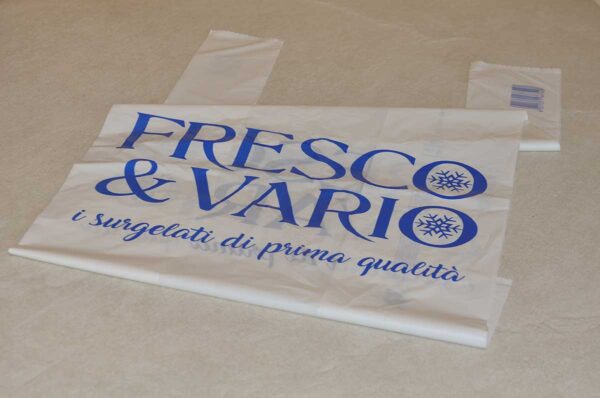 FRESCO
& VARIO
i surgelati di prima qualità